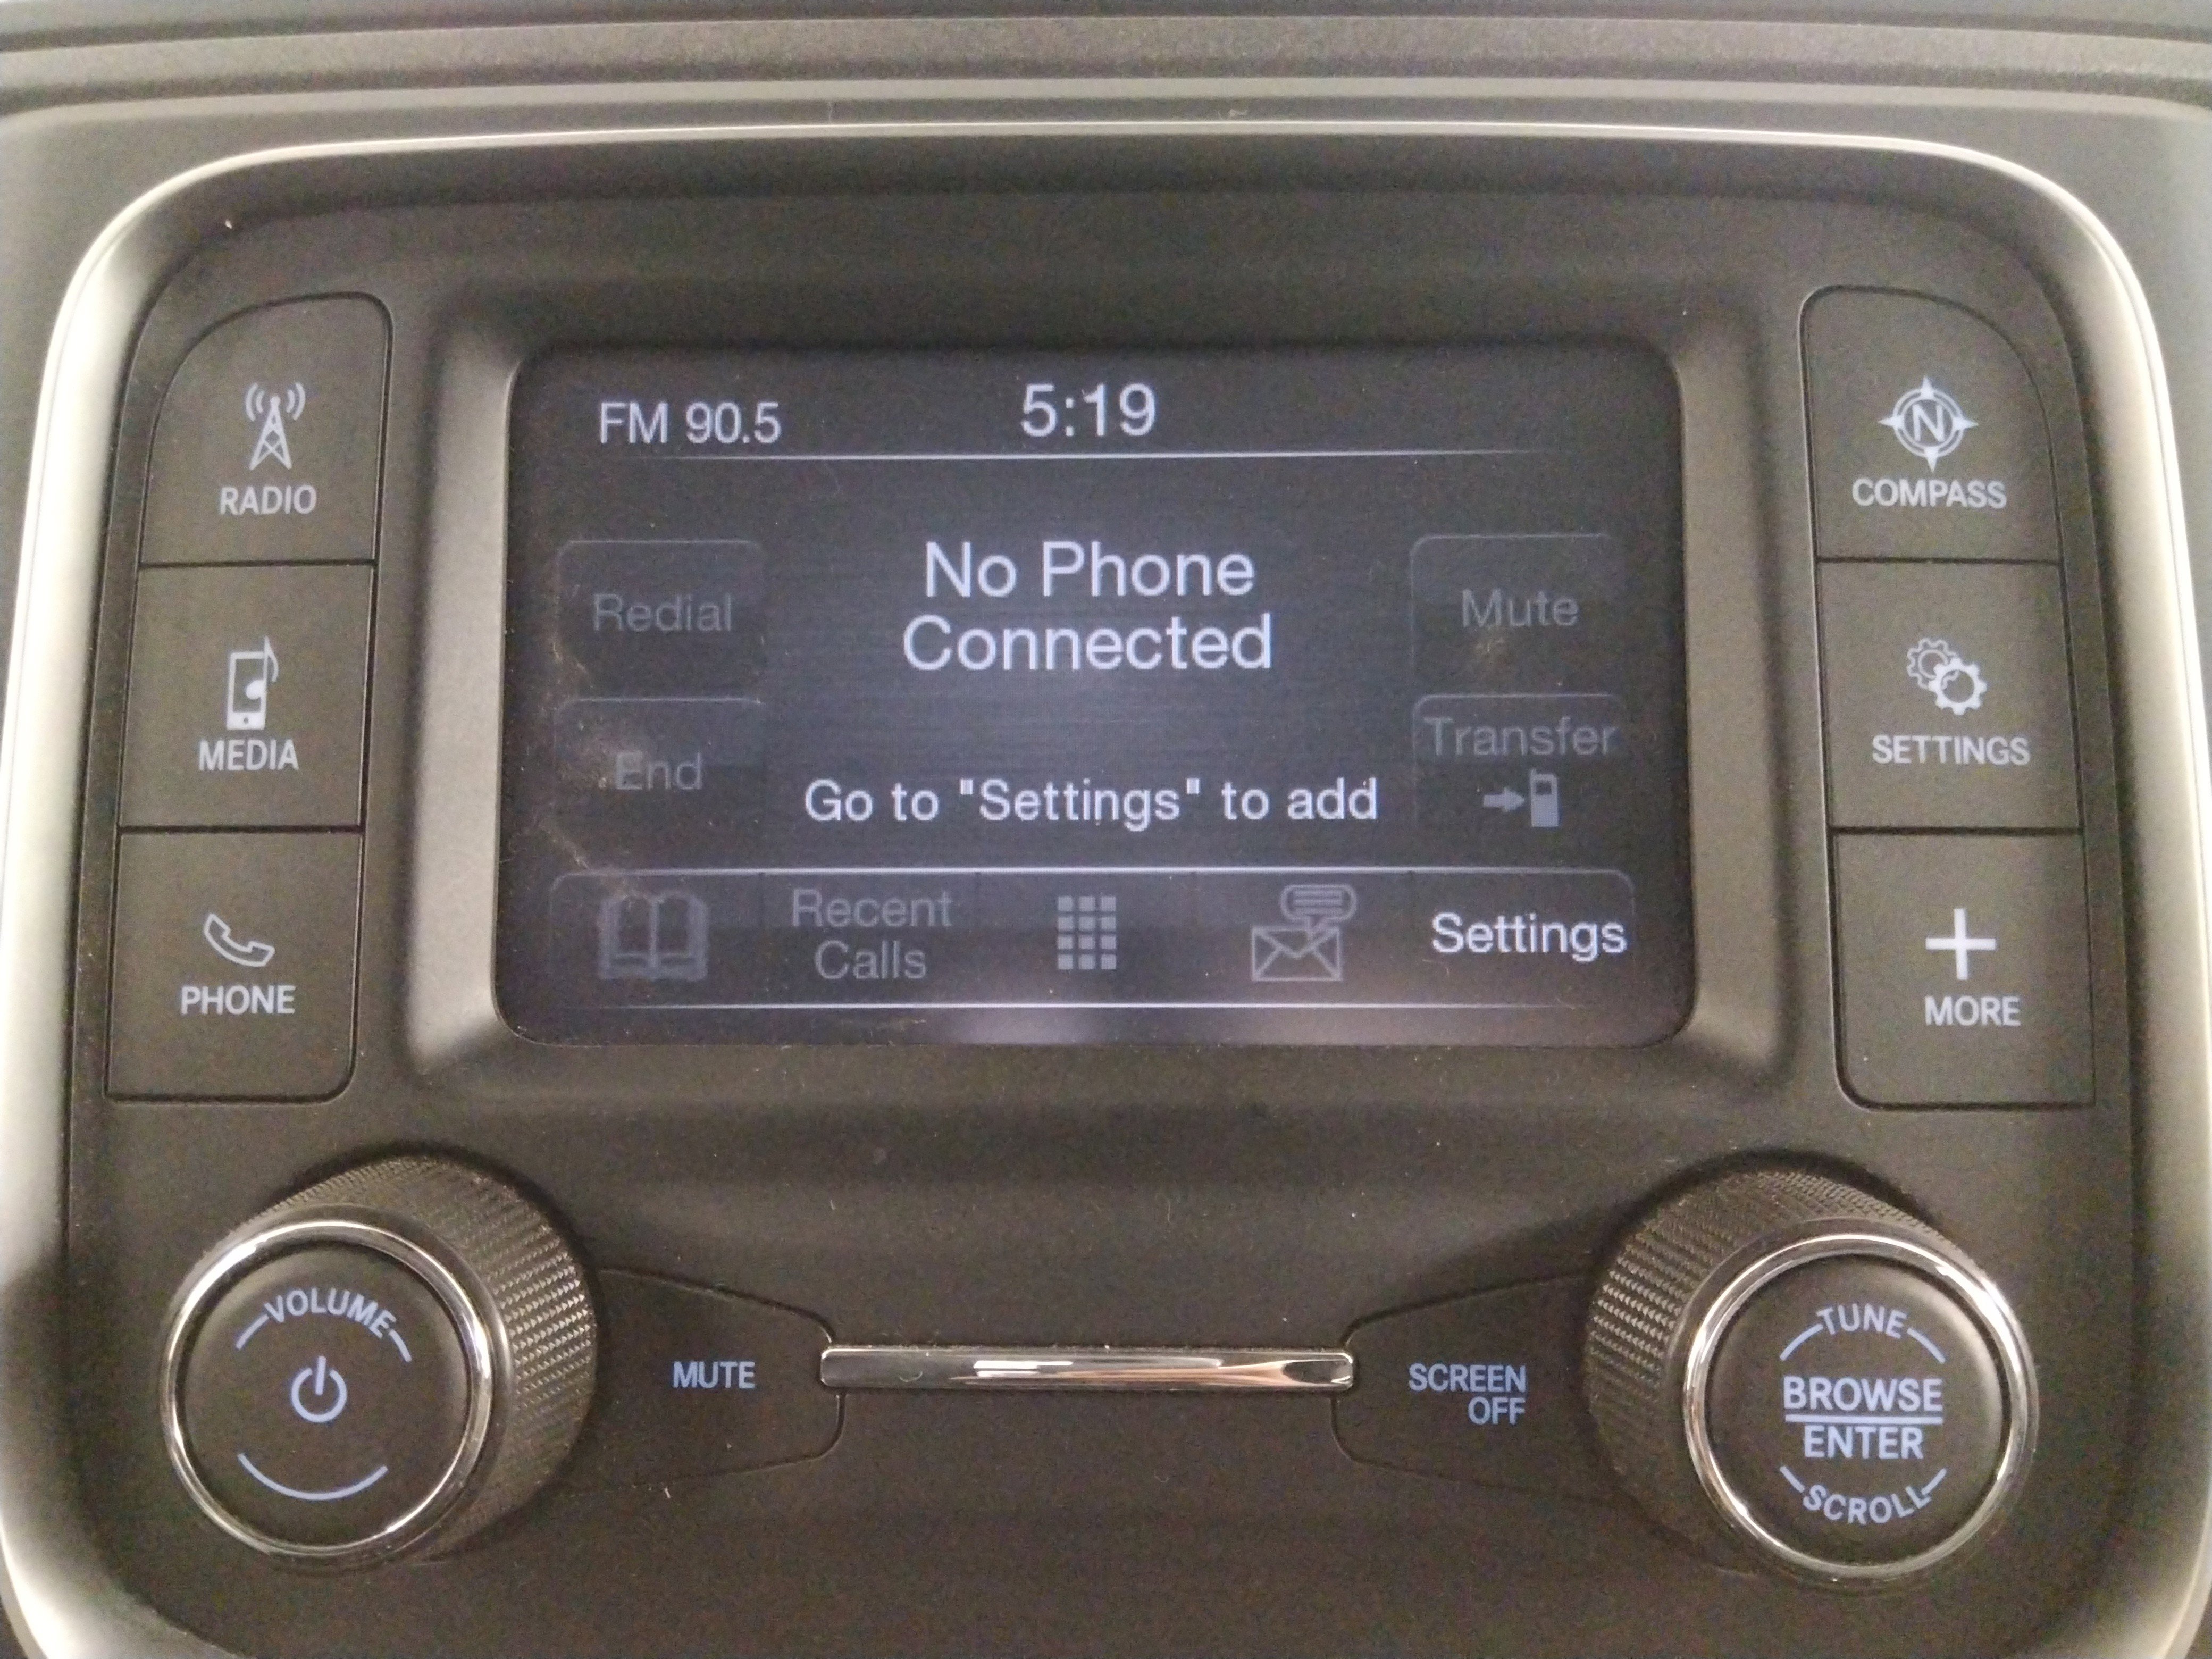 FM 90.5
5:19
RADIO
COMPASS
No Phone
Connected
Redial
Mute
MEDIA
SETTINGS
End
Transfer
Go to "Settings" to add
Recent
Calls
Settings
PHONE
MORE
VOLUME
MUTE
SCREEN
OFF
TUNE
BROWSE
ENTER
SCROLL
N